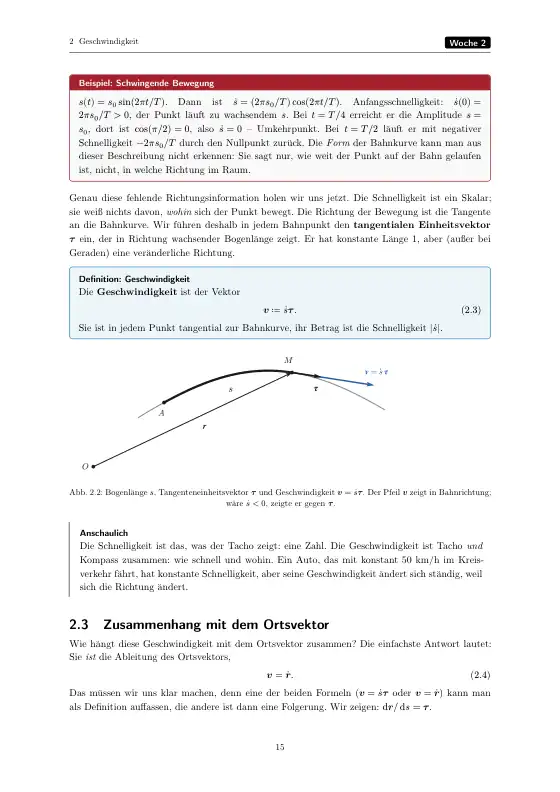 2 Geschwindigkeit
Woche 2
Beispiel: Schwingende Bewegung
s(t) = s₀ sin(2πt/T). Dann ist ṡ = (2πs₀/T) cos(2πt/T). Anfangsschnelligkeit: ṡ(0) =
2πs₀/T > 0, der Punkt läuft zu wachsendem s. Bei t = T/4 erreicht er die Amplitude s =
s₀, dort ist cos(π/2) = 0, also ṡ = 0 – Umkehrpunkt. Bei t = T/2 läuft er mit negativer
Schnelligkeit −2πs₀/T durch den Nullpunkt zurück. Die Form der Bahnkurve kann man aus
dieser Beschreibung nicht erkennen: Sie sagt nur, wie weit der Punkt auf der Bahn gelaufen
ist, nicht, in welche Richtung im Raum.
Genau diese fehlende Richtungsinformation holen wir uns jetzt. Die Schnelligkeit ist ein Skalar;
sie weiß nichts davon, wohin sich der Punkt bewegt. Die Richtung der Bewegung ist die Tangente
an die Bahnkurve. Wir führen deshalb in jedem Bahnpunkt den tangentialen Einheitsvektor
τ ein, der in Richtung wachsender Bogenlänge zeigt. Er hat konstante Länge 1, aber (außer bei
Geraden) eine veränderliche Richtung.
Definition: Geschwindigkeit
Die Geschwindigkeit ist der Vektor
v ≔ ṡτ. (2.3)
Sie ist in jedem Punkt tangential zur Bahnkurve, ihr Betrag ist die Schnelligkeit |ṡ|.
M
v = ṡ τ
s
τ
A
r
O
Abb. 2.2: Bogenlänge s, Tangenteneinheitsvektor τ und Geschwindigkeit v = ṡτ. Der Pfeil v zeigt in Bahnrichtung;
wäre ṡ < 0, zeigte er gegen τ.
Anschaulich
Die Schnelligkeit ist das, was der Tacho zeigt: eine Zahl. Die Geschwindigkeit ist Tacho und
Kompass zusammen: wie schnell und wohin. Ein Auto, das mit konstant 50 km/h im Kreis-
verkehr fährt, hat konstante Schnelligkeit, aber seine Geschwindigkeit ändert sich ständig, weil
sich die Richtung ändert.
2.3 Zusammenhang mit dem Ortsvektor
Wie hängt diese Geschwindigkeit mit dem Ortsvektor zusammen? Die einfachste Antwort lautet:
Sie ist die Ableitung des Ortsvektors,
v = ṙ. (2.4)
Das müssen wir uns klar machen, denn eine der beiden Formeln (v = ṡτ oder v = ṙ) kann man
als Definition auffassen, die andere ist dann eine Folgerung. Wir zeigen: dr/ds = τ.
15